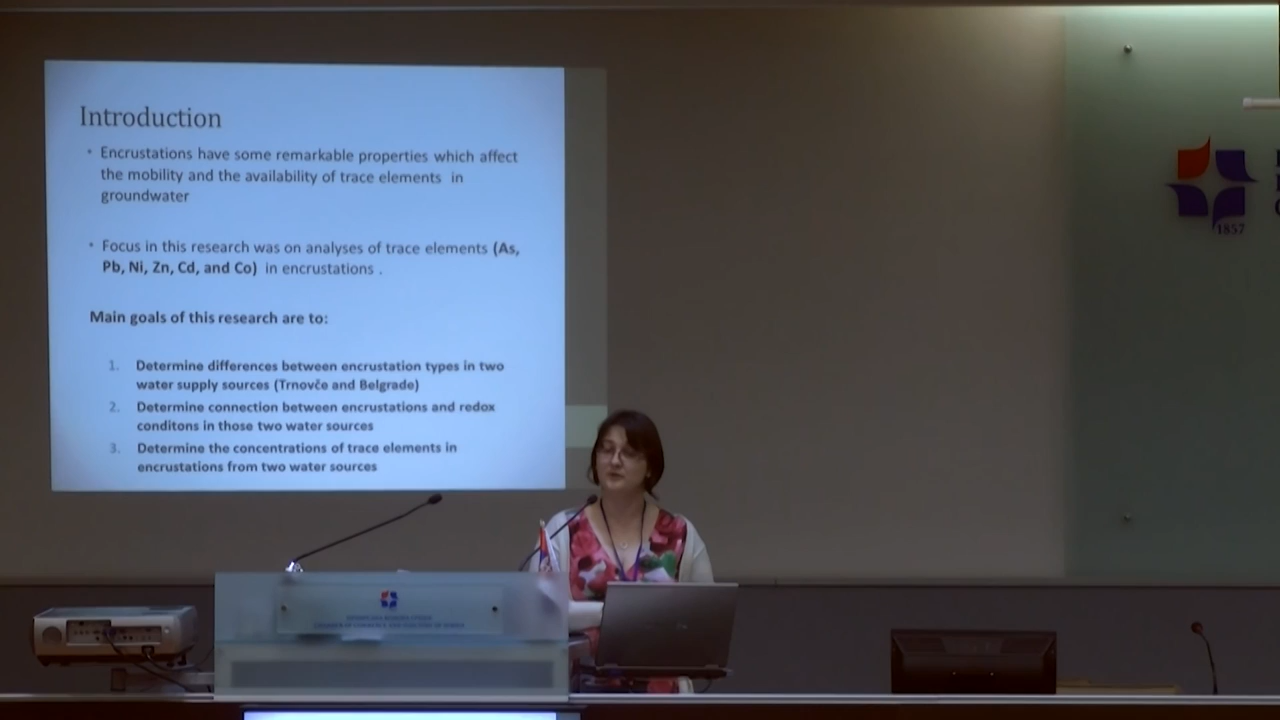 Introduction
Encrustations have some remarkable properties which affect
the mobility and the availability of trace elements in
groundwater
Focus in this research was on analyses of trace elements (As,
Pb, Ni, Zn, Cd, and Co) in encrustations .
Main goals of this research are to:
1. Determine differences between encrustation types in two
water supply sources (Trnovče and Belgrade)
2. Determine connection between encrustations and redox
conditons in those two water sources
3. Determine the concentrations of trace elements in
encrustations from two water sources
1857
CHAMBER OF COMMERCE AND INDUSTRY OF SERBIA